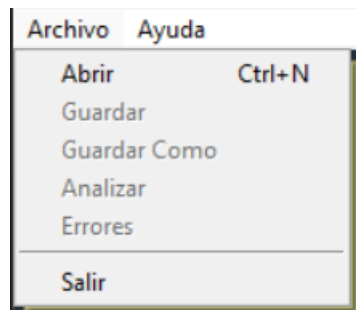 Archivo Ayuda
Abrir Ctrl+N
Guardar
Guardar Como
Analizar
Errores
Salir